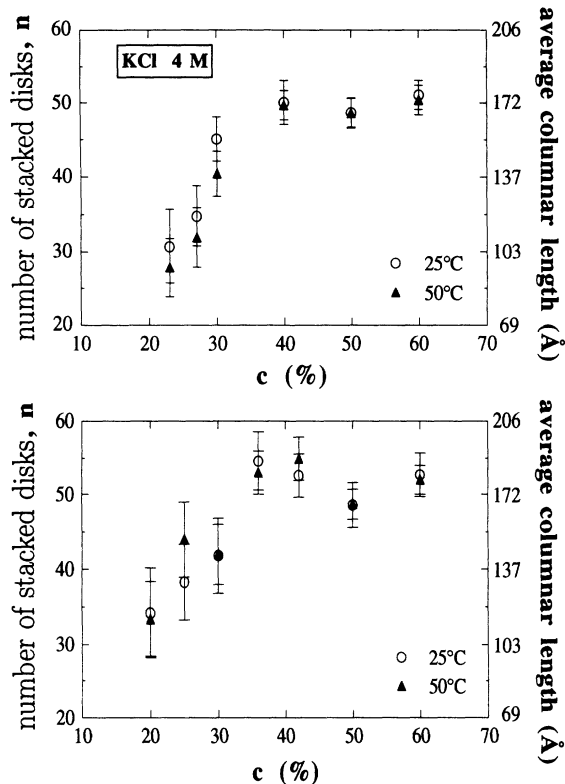 60
50
40
30
20
number of stacked disks, n
KCl 4 M
25°C
50°C
206
172
137
103
69
average columnar length (Å)
10 20 30 40 50 60 70
c (%)
60
50
40
30
20
number of stacked disks, n
25°C
50°C
206
172
137
103
69
average columnar length (Å)
10 20 30 40 50 60 70
c (%)